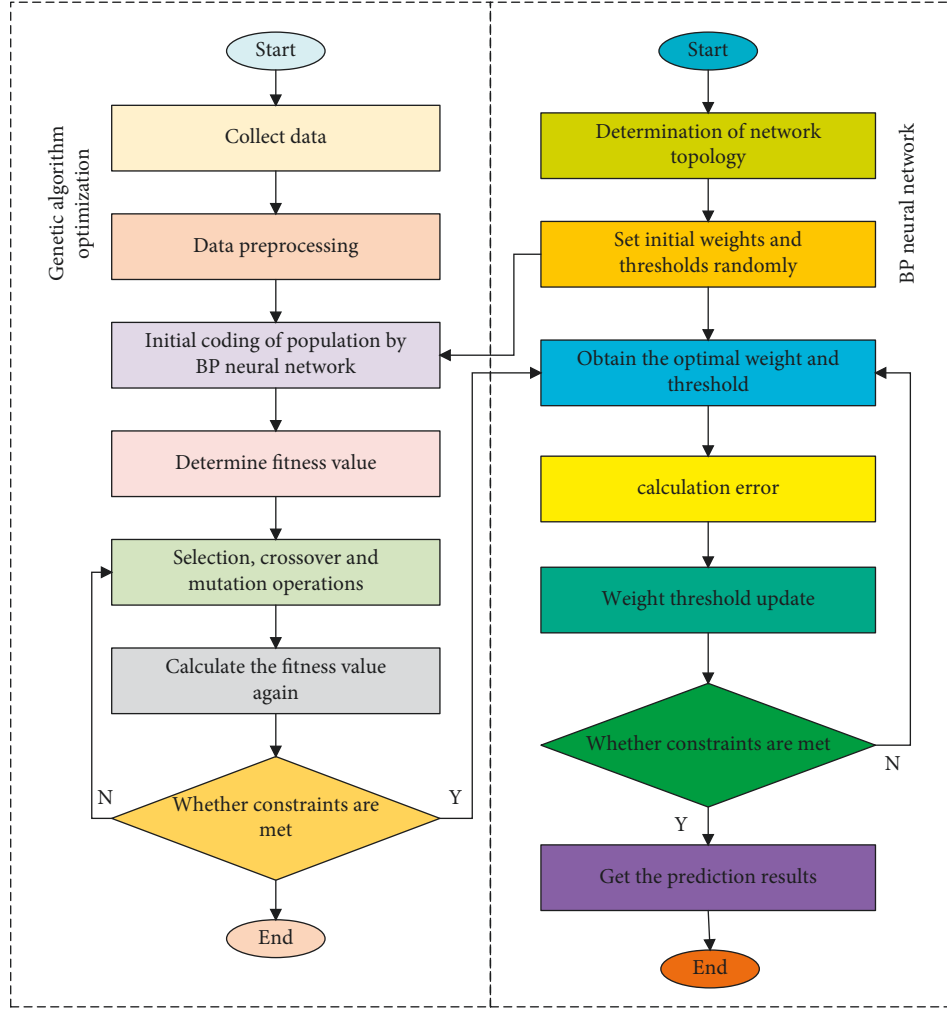 Start
Collect data
Genetic algorithm
optimization
Data preprocessing
Initial coding of population by
BP neural network
Determine fitness value
Selection, crossover and
mutation operations
Calculate the fitness value
again
N
Whether constraints are
met
Y
End
Start
Determination of network
topology
BP neural network
Set initial weights and
thresholds randomly
Obtain the optimal weight and
threshold
calculation error
Weight threshold update
Whether constraints are met
N
Y
Get the prediction results
End